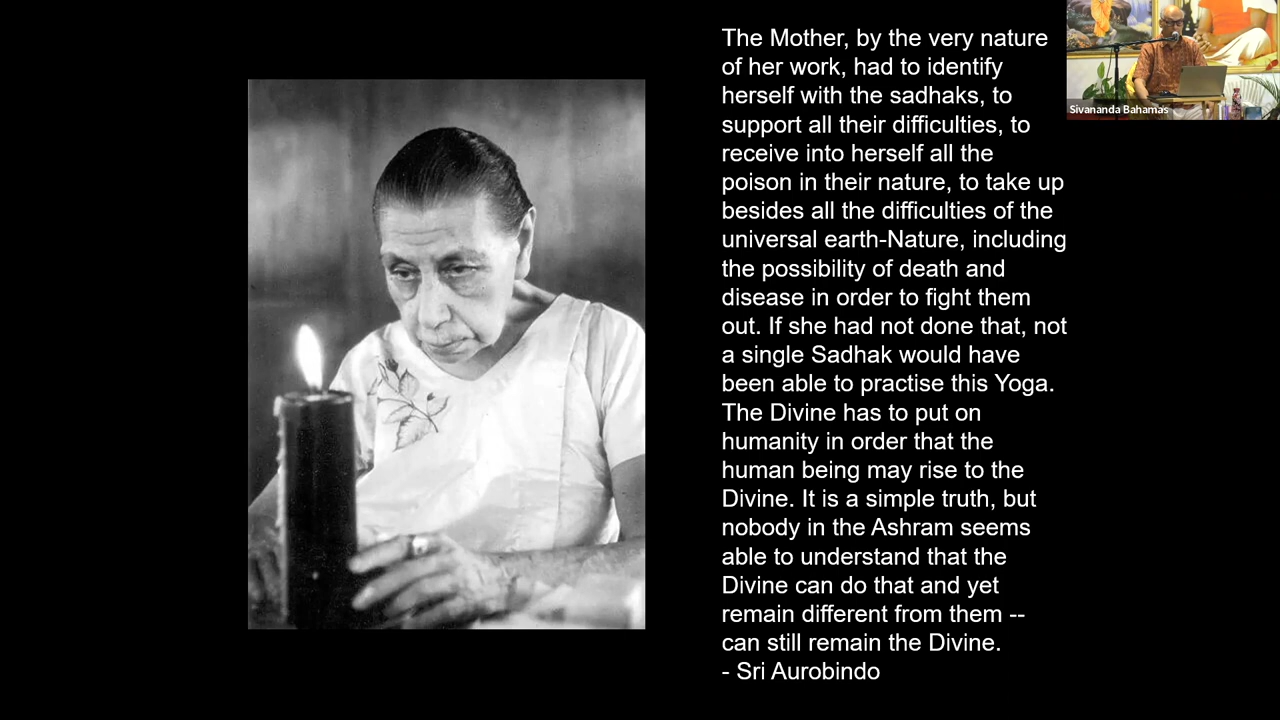 The Mother, by the very nature
of her work, had to identify
herself with the sadhaks, to
support all their difficulties, to
receive into herself all the
poison in their nature, to take up
besides all the difficulties of the
universal earth-Nature, including
the possibility of death and
disease in order to fight them
out. If she had not done that, not
a single Sadhak would have
been able to practise this Yoga.
The Divine has to put on
humanity in order that the
human being may rise to the
Divine. It is a simple truth, but
nobody in the Ashram seems
able to understand that the
Divine can do that and yet
remain different from them --
can still remain the Divine.
- Sri Aurobindo
Sivananda Bahamas